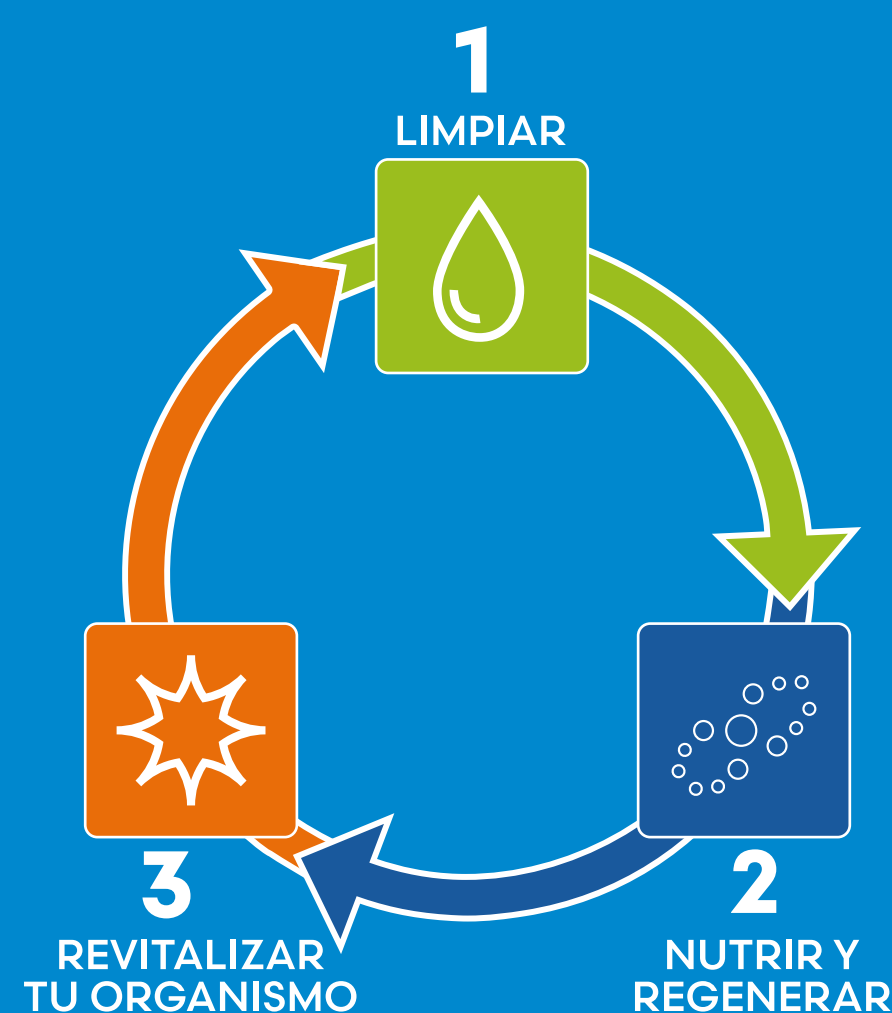 1
LIMPIAR
2
NUTRIR Y
REGENERAR
3
REVITALIZAR
TU ORGANISMO